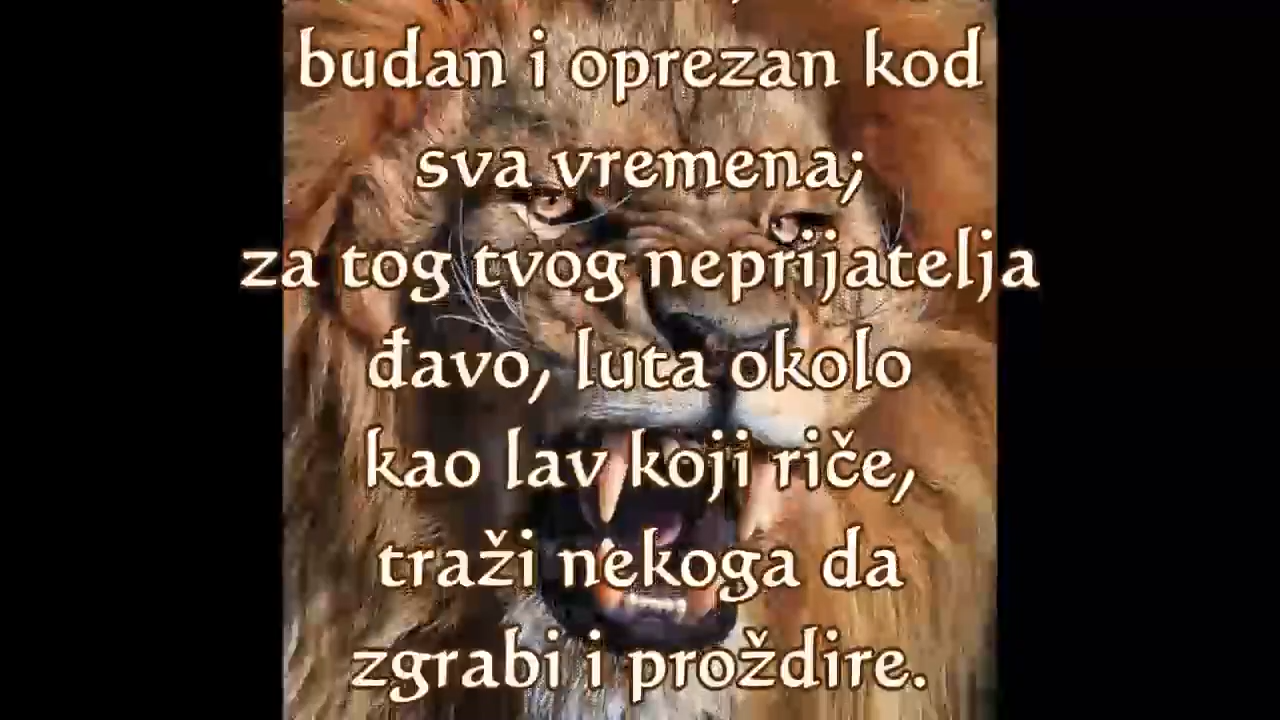 budan i oprezan kod
sva vremena;
za tog tvog neprijatelja
đavo, luta okolo
kao lav koji riče,
traži nekoga da
zgrabi i proždire.